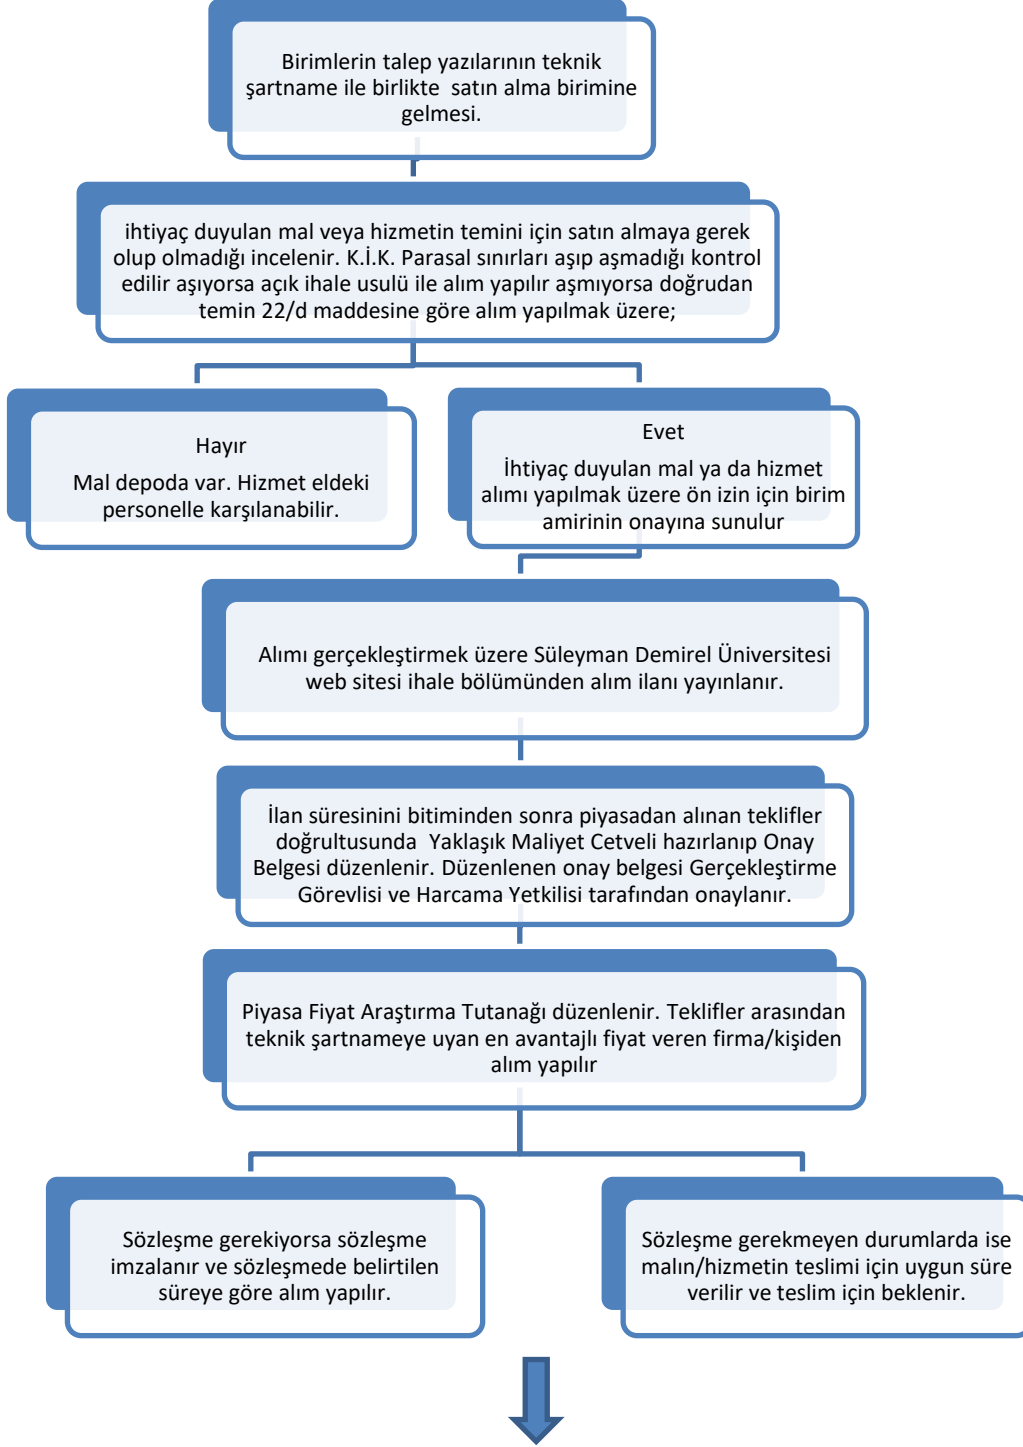 Birimlerin talep yazılarının teknik
şartname ile birlikte satın alma birimine
gelmesi.
ihtiyaç duyulan mal veya hizmetin temini için satın almaya gerek
olup olmadığı incelenir. K.İ.K. Parasal sınırları aşıp aşmadığı kontrol
edilir aşıyorsa açık ihale usulü ile alım yapılır aşmıyorsa doğrudan
temin 22/d maddesine göre alım yapılmak üzere;
Hayır
Mal depoda var. Hizmet eldeki
personelle karşılanabilir.
Evet
İhtiyaç duyulan mal ya da hizmet
alımı yapılmak üzere ön izin için birim
amirinin onayına sunulur
Alımı gerçekleştirmek üzere Süleyman Demirel Üniversitesi
web sitesi ihale bölümünden alım ilanı yayınlanır.
İlan süresinini bitiminden sonra piyasadan alınan teklifler
doğrultusunda Yaklaşık Maliyet Cetveli hazırlanıp Onay
Belgesi düzenlenir. Düzenlenen onay belgesi Gerçekleştirme
Görevlisi ve Harcama Yetkilisi tarafından onaylanır.
Piyasa Fiyat Araştırma Tutanağı düzenlenir. Teklifler arasından
teknik şartnameye uyan en avantajlı fiyat veren firma/kişiden
alım yapılır
Sözleşme gerekiyorsa sözleşme
imzalanır ve sözleşmede belirtilen
süreye göre alım yapılır.
Sözleşme gerekmeyen durumlarda ise
malın/hizmetin teslimi için uygun süre
verilir ve teslim için beklenir.